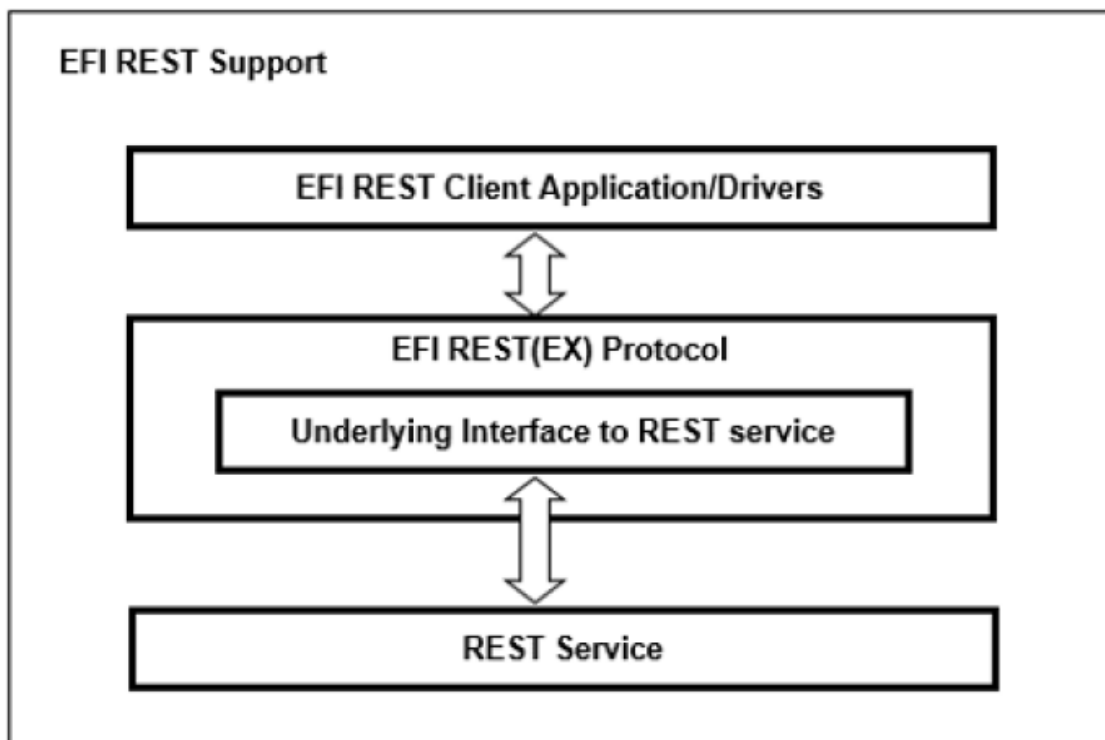 EFI REST Support
EFI REST Client Application/Drivers
EFI REST(EX) Protocol
Underlying Interface to REST service
REST Service